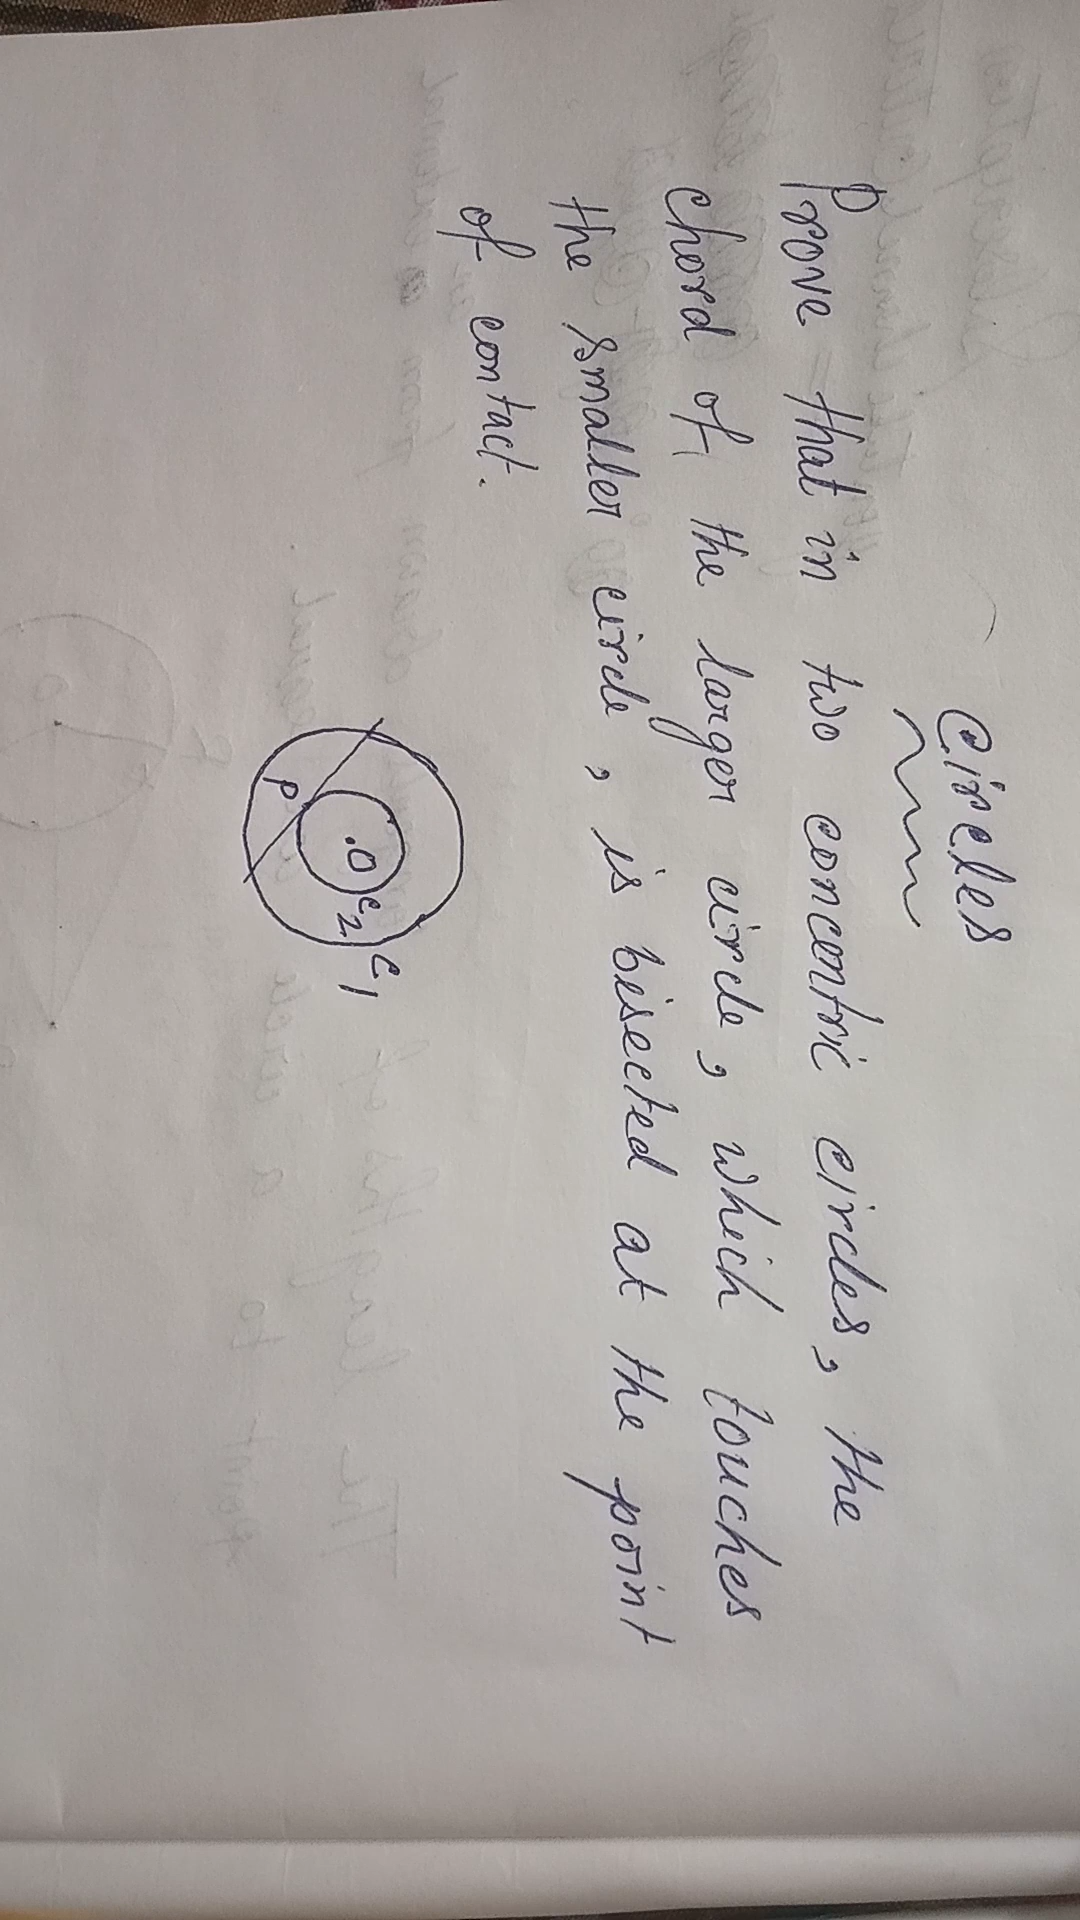 Circles
Prove that in two concentric circles, the
chord of the larger circle, which touches
the smaller circle, is bisected at the point
of contact.
O
P
C2
C1